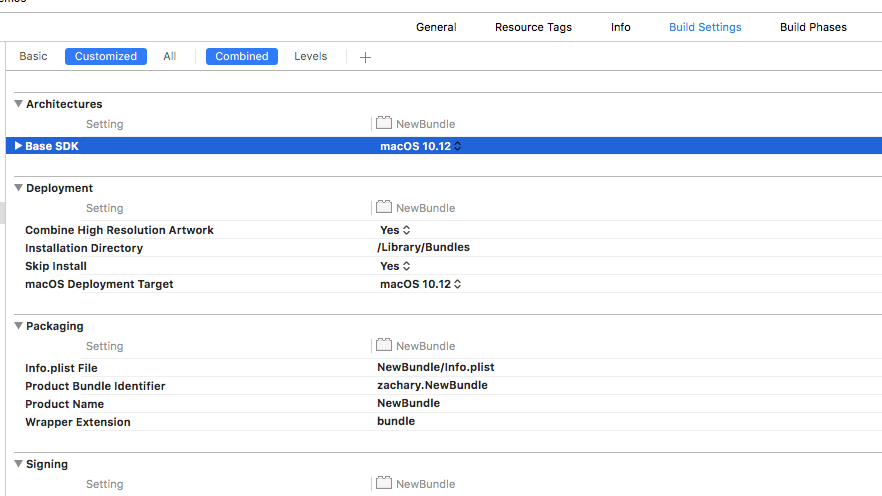 General Resource Tags Info Build Settings Build Phases
Basic Customized All Combined Levels +
Architectures
Setting NewBundle
Base SDK macOS 10.12
Deployment
Setting NewBundle
Combine High Resolution Artwork Yes
Installation Directory /Library/Bundles
Skip Install Yes
macOS Deployment Target macOS 10.12
Packaging
Setting NewBundle
Info.plist File NewBundle/Info.plist
Product Bundle Identifier zachary.NewBundle
Product Name NewBundle
Wrapper Extension bundle
Signing
Setting NewBundle